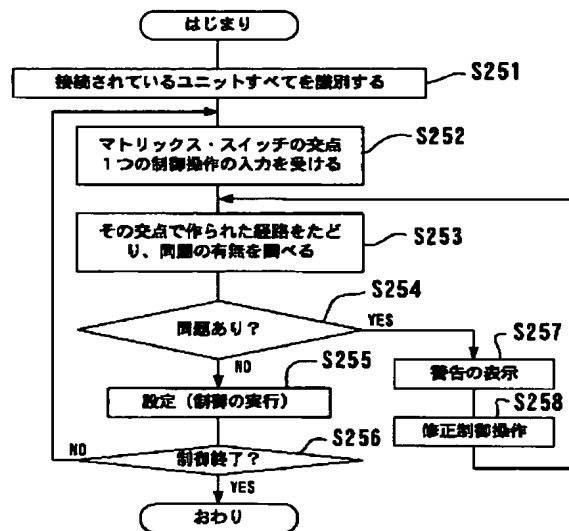 はじまり
接続されているユニットすべてを識別する
S251
マトリックス・スイッチの交点
1つの制御操作の入力を受ける
S252
その交点で作られた経路をたど
り、問題の有無を調べる
S253
問題あり?
S254
YES
NO
設定(制御の実行)
S255
制御終了?
S256
NO
YES
おわり
警告の表示
S257
修正制御操作
S258